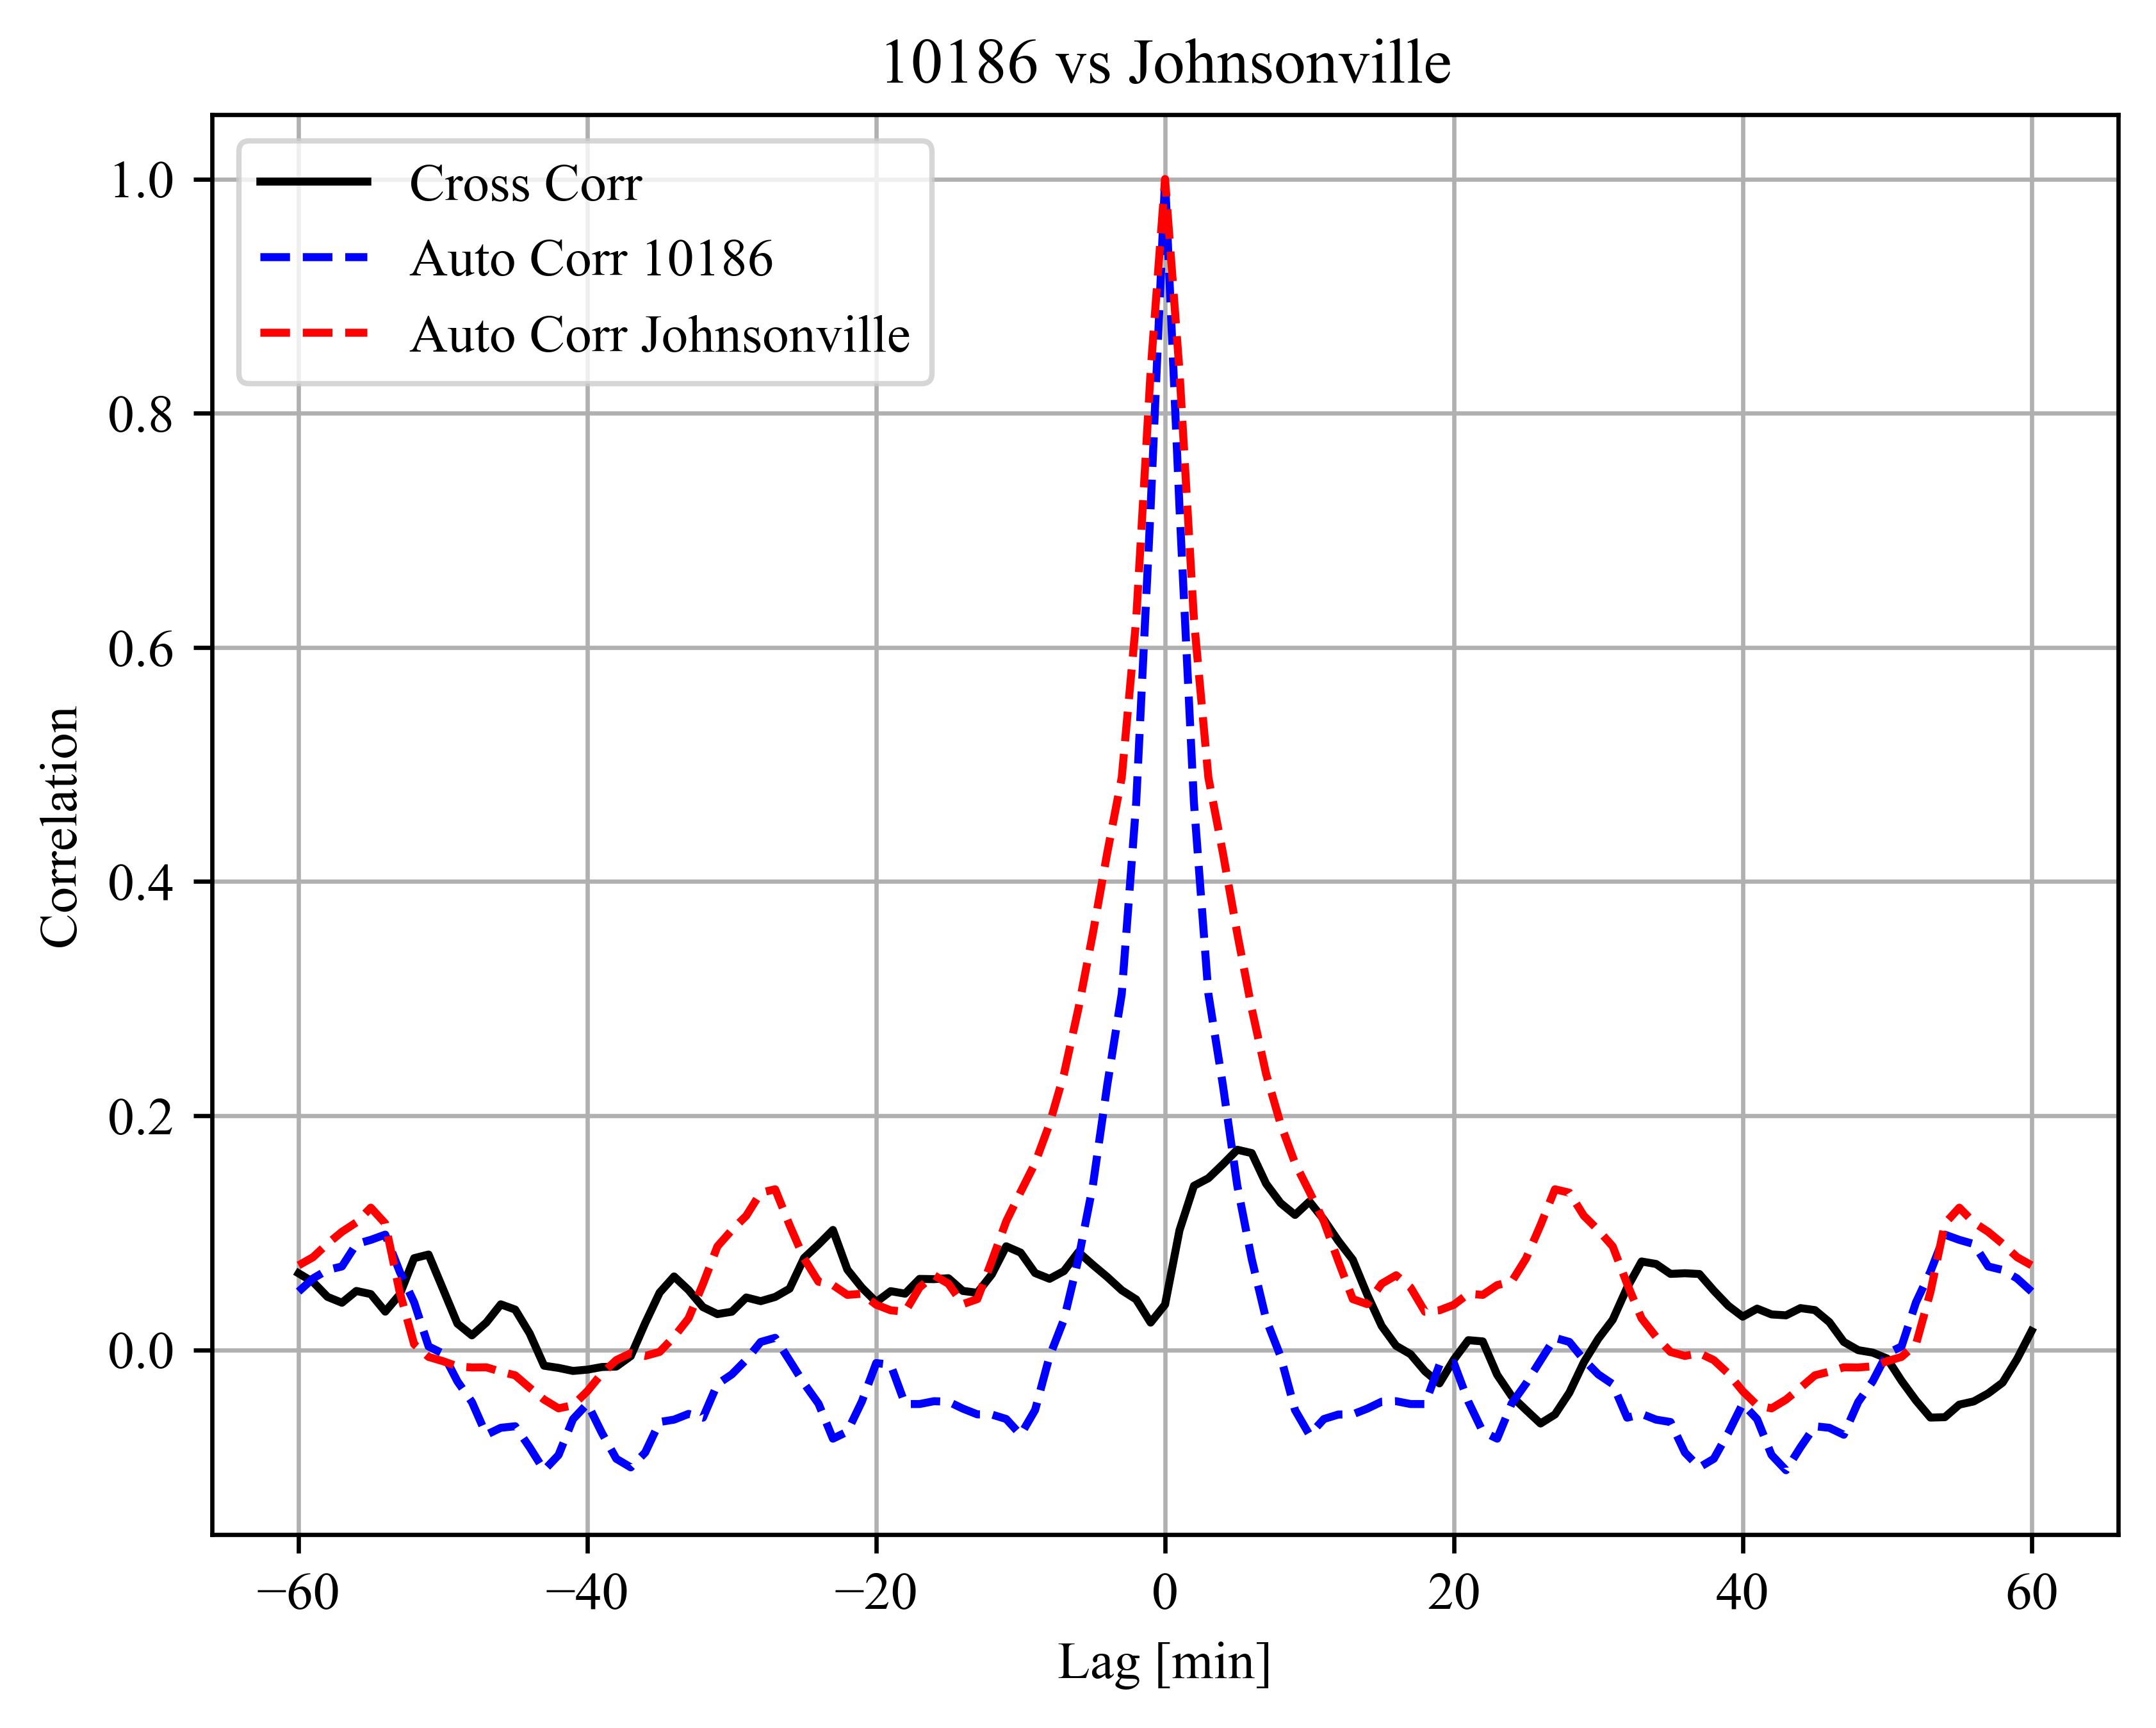 10186 vs Johnsonville
Cross Corr
Auto Corr 10186
Auto Corr Johnsonville
1.0
0.8
0.6
0.4
0.2
0.0
Correlation
−60 −40 −20 0 20 40 60
Lag [min]